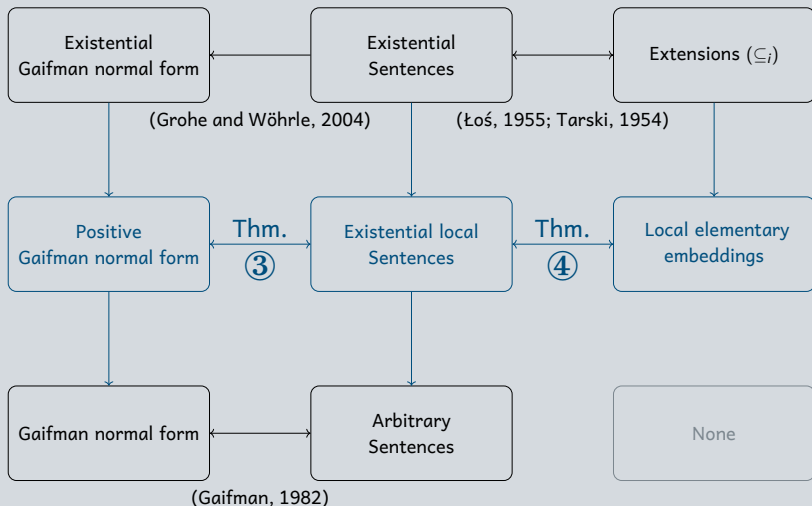 Existential
Gaifman normal form
Existential
Sentences
Extensions (⊆ᵢ)
(Grohe and Wöhrle, 2004)
(Łoś, 1955; Tarski, 1954)
Positive
Gaifman normal form
Thm.
③
Existential local
Sentences
Thm.
④
Local elementary
embeddings
Gaifman normal form
Arbitrary
Sentences
None
(Gaifman, 1982)